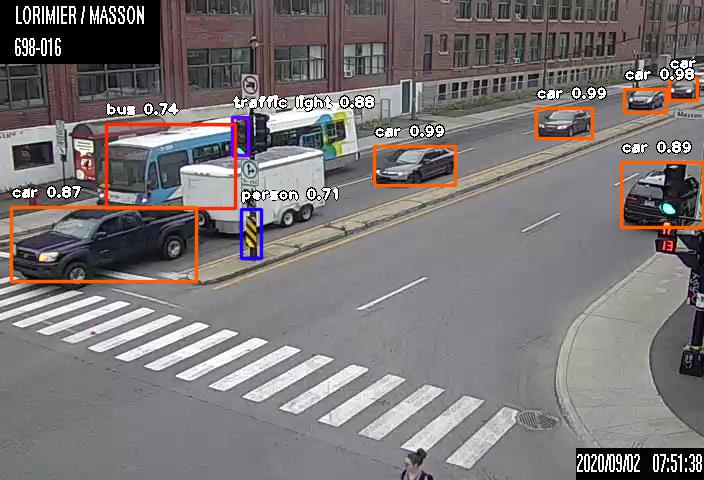 LORIMIER / MASSON
698-016
car
car 0.98
car 0.99
bus 0.74
traffic light 0.88
car 0.99
car 0.89
Masson
car 0.87
person 0.71
13
2020/09/02 07:51:38